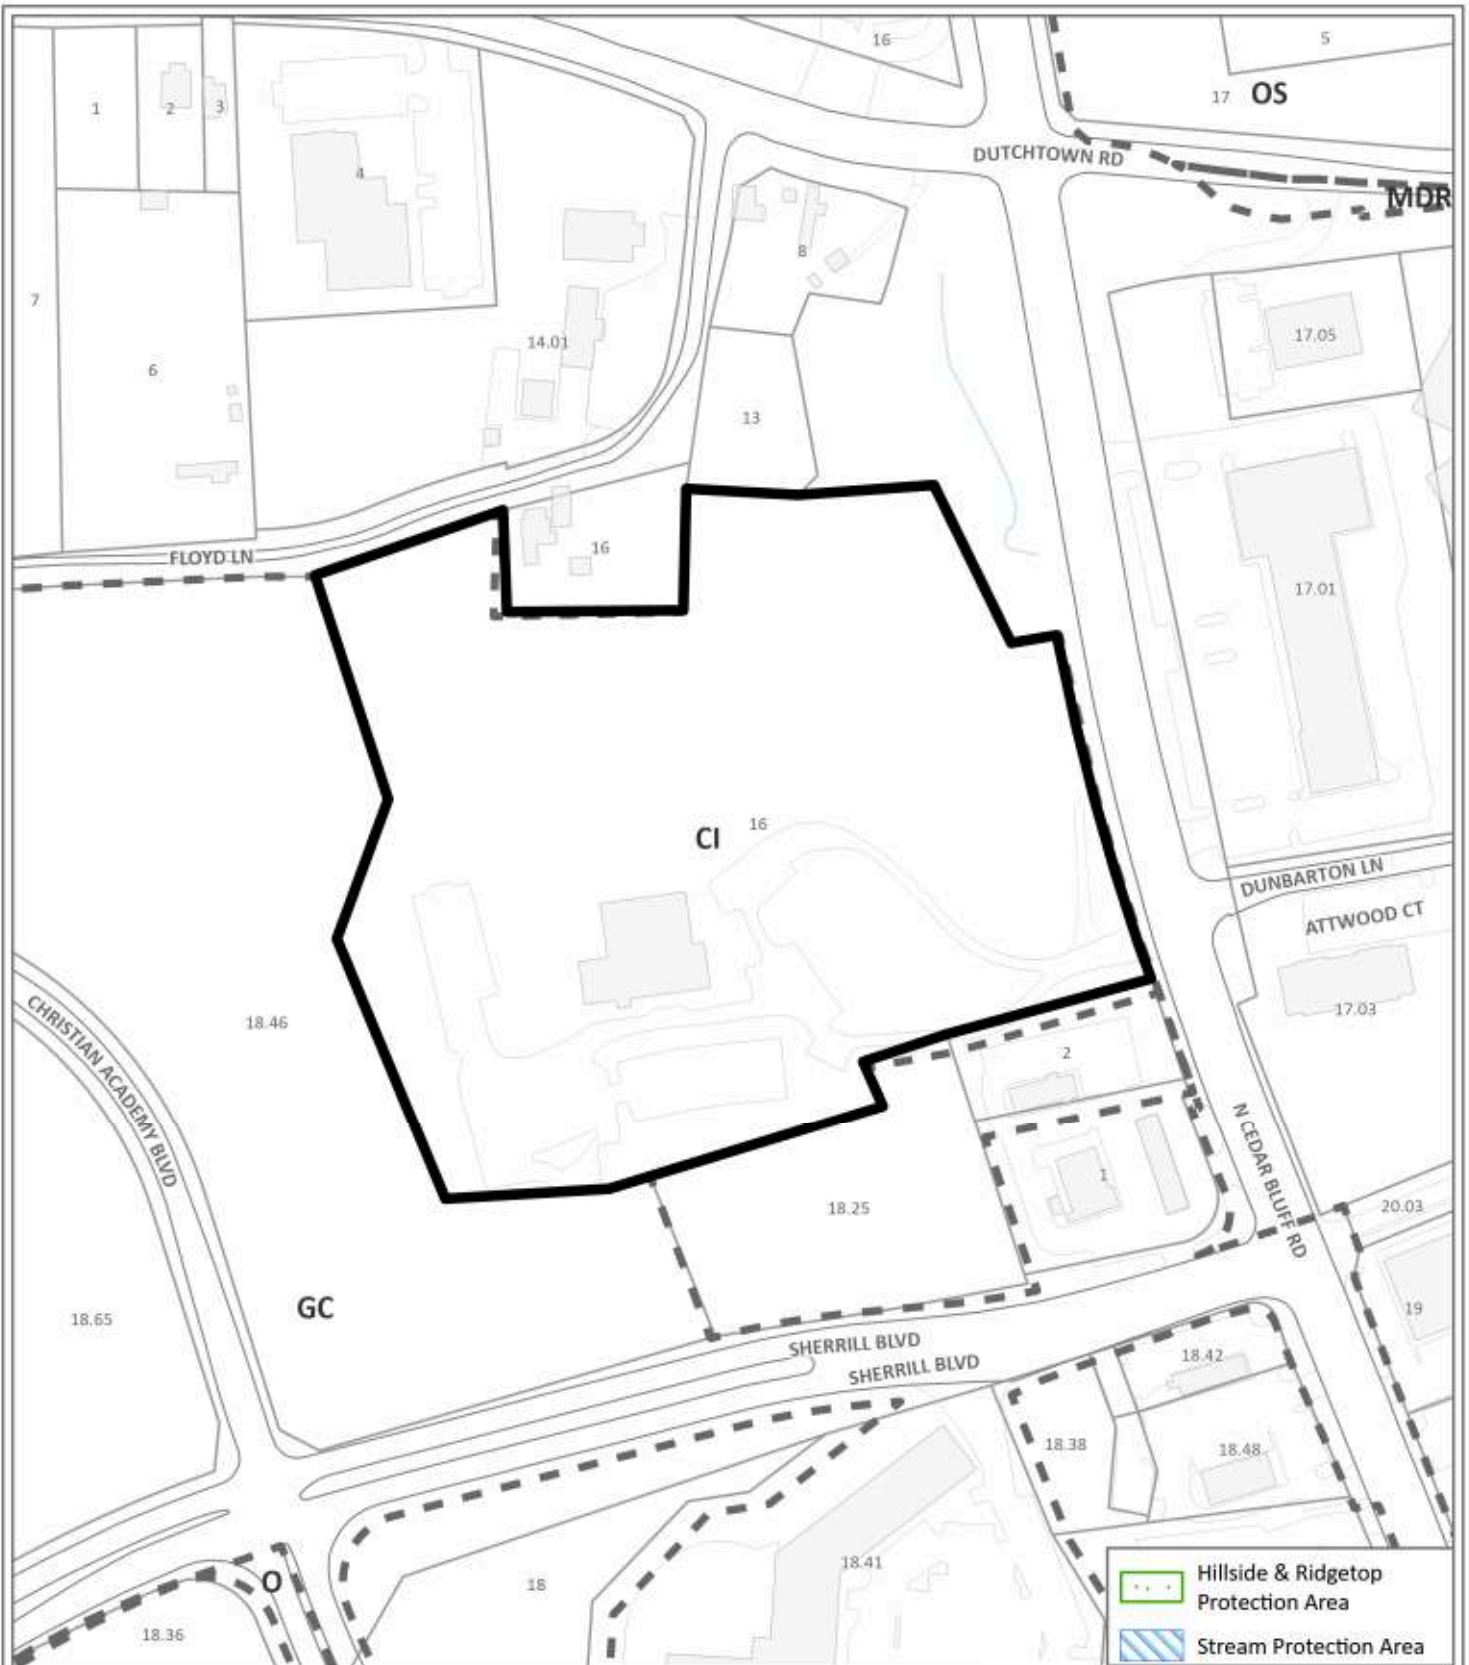 16
5
17
OS
1
2
3
4
DUTCHTOWN RD
MDR
8
7
14.01
17.05
6
13
FLOYD LN
16
17.01
CI
16
DUNBARTON LN
ATTWOOD CT
17.03
CHRISTIAN ACADEMY BLVD
18.46
2
N CEDAR BLUFF RD
1
18.25
20.03
18.65
GC
19
SHERRILL BLVD
SHERRILL BLVD
18.42
18.38
18.48
18.41
O
18
18.36
Hillside & Ridgetop
Protection Area
Stream Protection Area